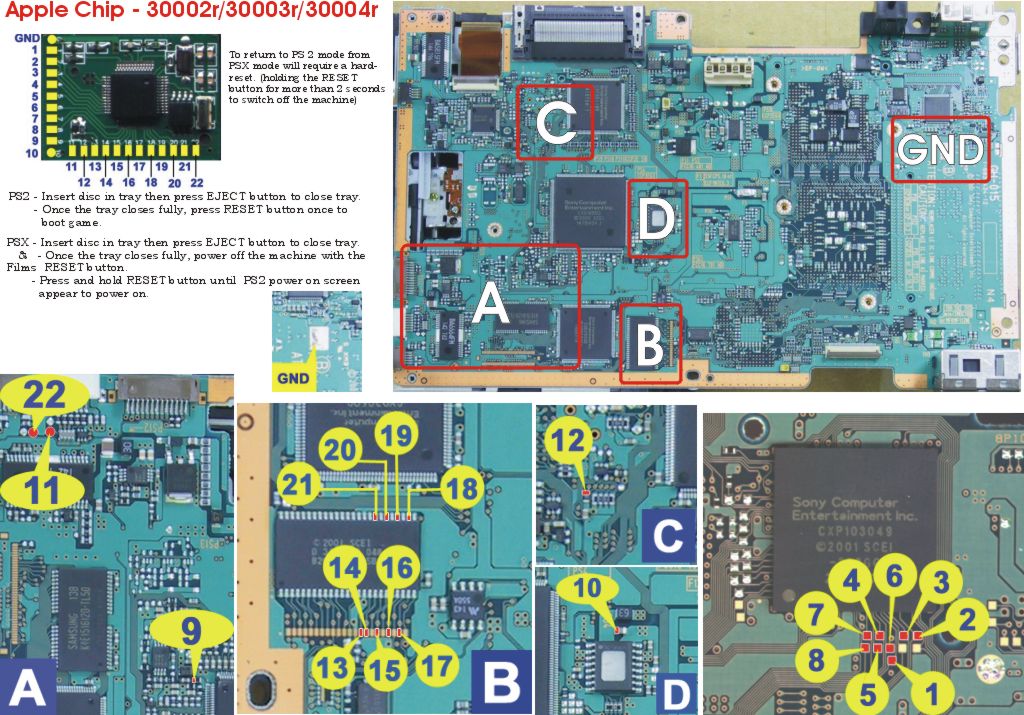 Apple Chip - 30002r/30003r/30004r
GND
1
2
3
4
5
6
7
8
9
10
11 13 15 17 19 21
12 14 16 18 20 22
To return to PS2 mode from
PSX mode will require a hard-
reset. (holding the RESET
button for more than 2 seconds
to switch off the machine)
PS2 - Insert disc in tray then press EJECT button to close tray.
- Once the tray closes fully, press RESET button once to
boot game.
PSX - Insert disc in tray then press EJECT button to close tray.
& - Once the tray closes fully, power off the machine with the
Films RESET button.
- Press and hold RESET button until PS2 power on screen
appear to power on.
GND
C
GND
D
A
B
Sony Computer
Entertainment Inc.
22
11
9
SAMSUNG
A
19
20
21
18
© 2001 SCEI
14
16
13
15
17
B
12
C
10
D
Sony Computer
Entertainment Inc.
CXP103049
©2001 SCEI
6
4
3
7
2
8
5
1